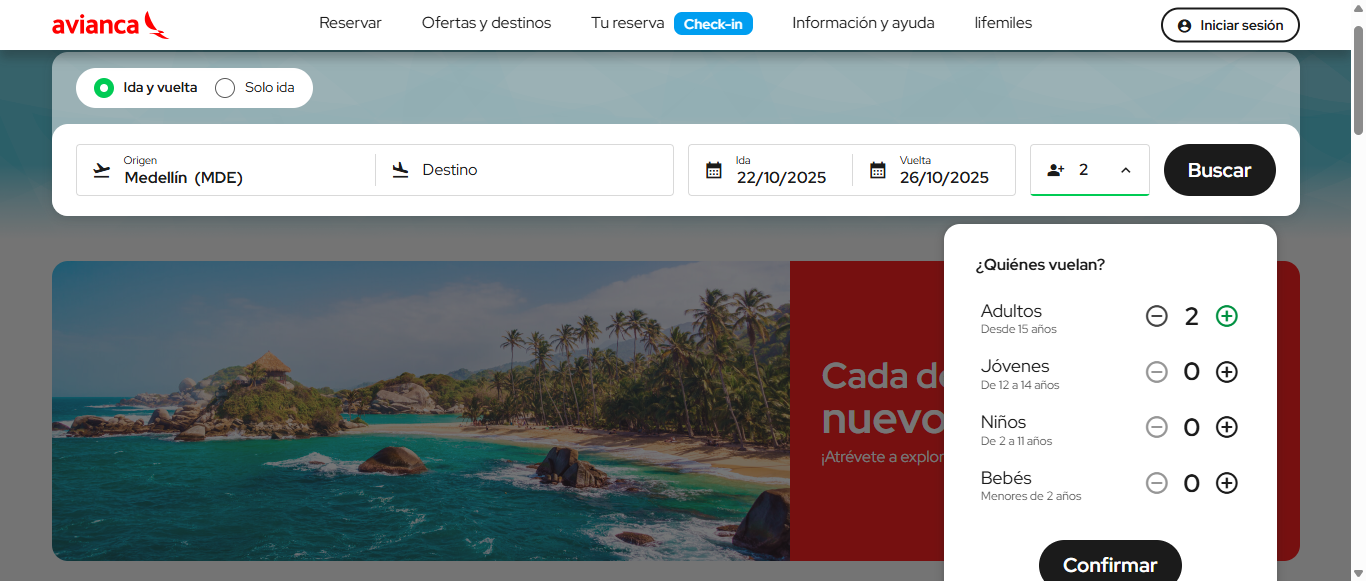 avianca
Reservar
Ofertas y destinos
Tu reserva
Check-in
Información y ayuda
lifemiles
Iniciar sesión
Ida y vuelta
Solo ida
Origen
Medellín (MDE)
Destino
Ida
22/10/2025
Vuelta
26/10/2025
2
Buscar
Cada d
nuevo
¡Atrévete a explor
¿Quiénes vuelan?
Adultos
Desde 15 años
2
Jóvenes
De 12 a 14 años
0
Niños
De 2 a 11 años
0
Bebés
Menores de 2 años
0
Confirmar